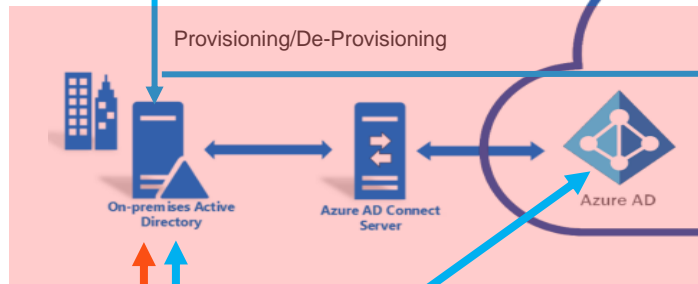 Provisioning/De-Provisioning
On-premises Active
Directory
Azure AD Connect
Server
Azure AD